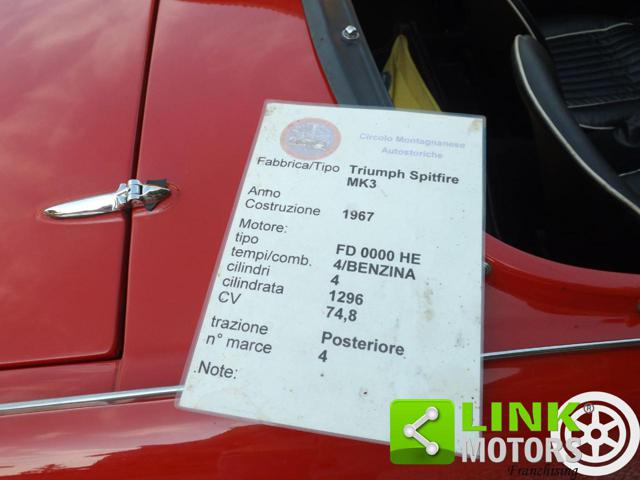 Circolo Montagnanese
Autostoriche
Fabbrica/Tipo Triumph Spitfire
MK3
Anno
Costruzione 1967
Motore:
tipo FD 0000 HE
tempi/comb. 4/BENZINA
cilindri 4
cilindrata 1296
CV 74,8
trazione Posteriore
n° marce 4
Note:
LINK
MOTORS
Franchising
®